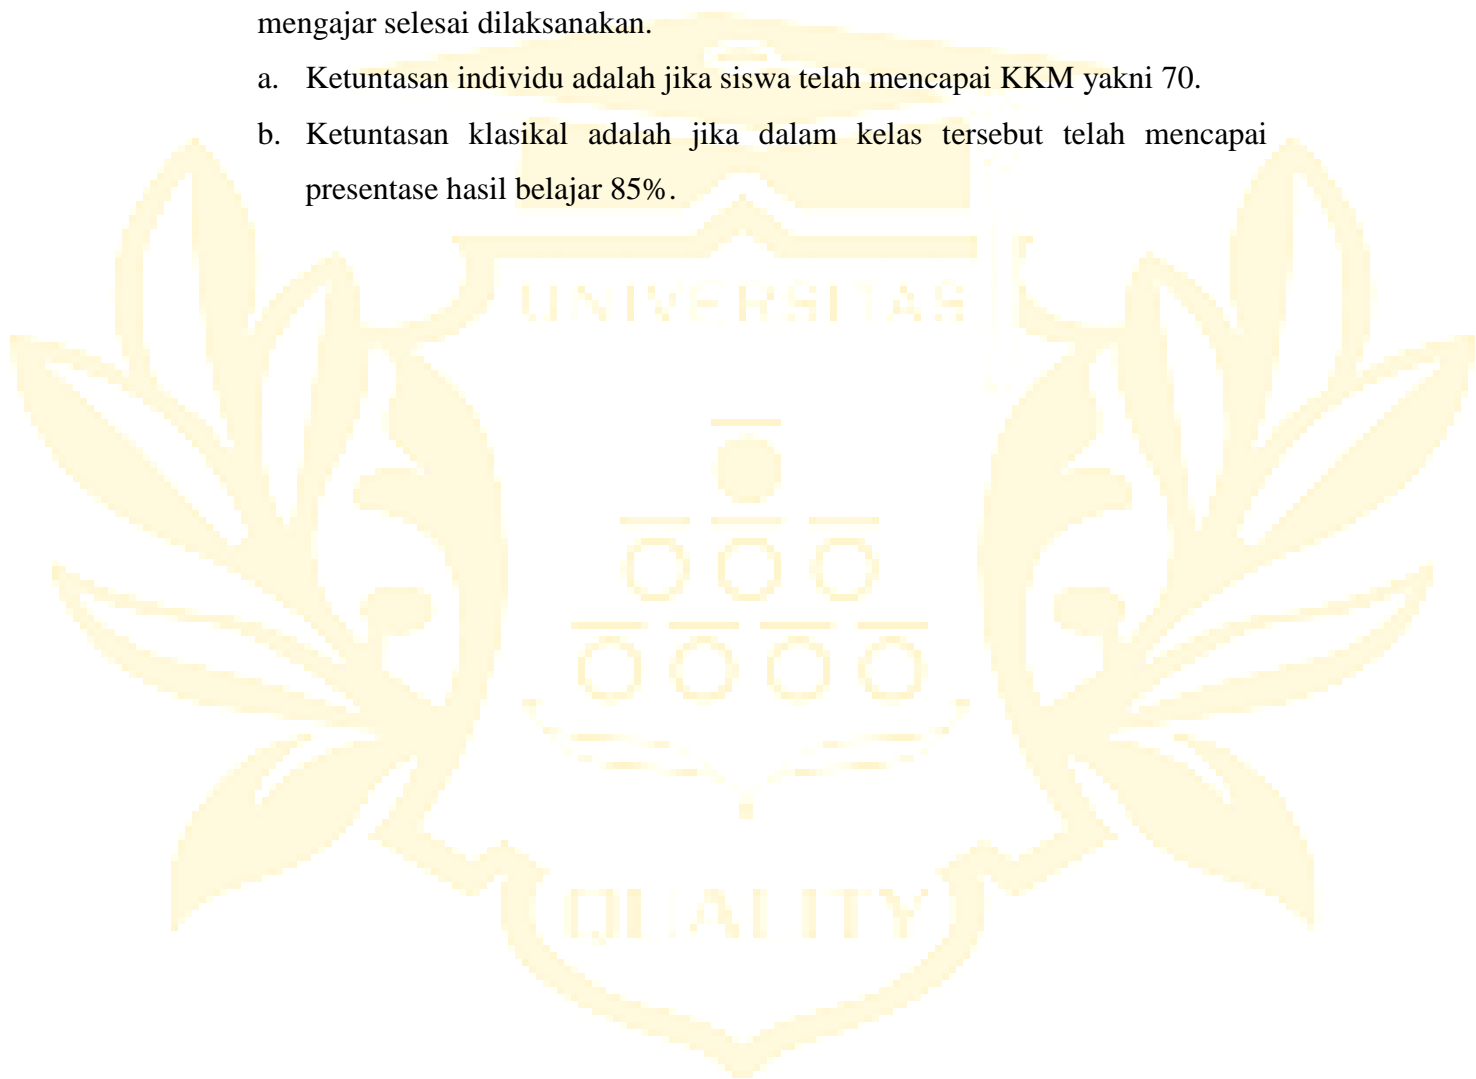 mengajar selesai dilaksanakan.
a. Ketuntasan individu adalah jika siswa telah mencapai KKM yakni 70.
b. Ketuntasan klasikal adalah jika dalam kelas tersebut telah mencapai
presentase hasil belajar 85%.
UNIVERSITAS
QUALITY